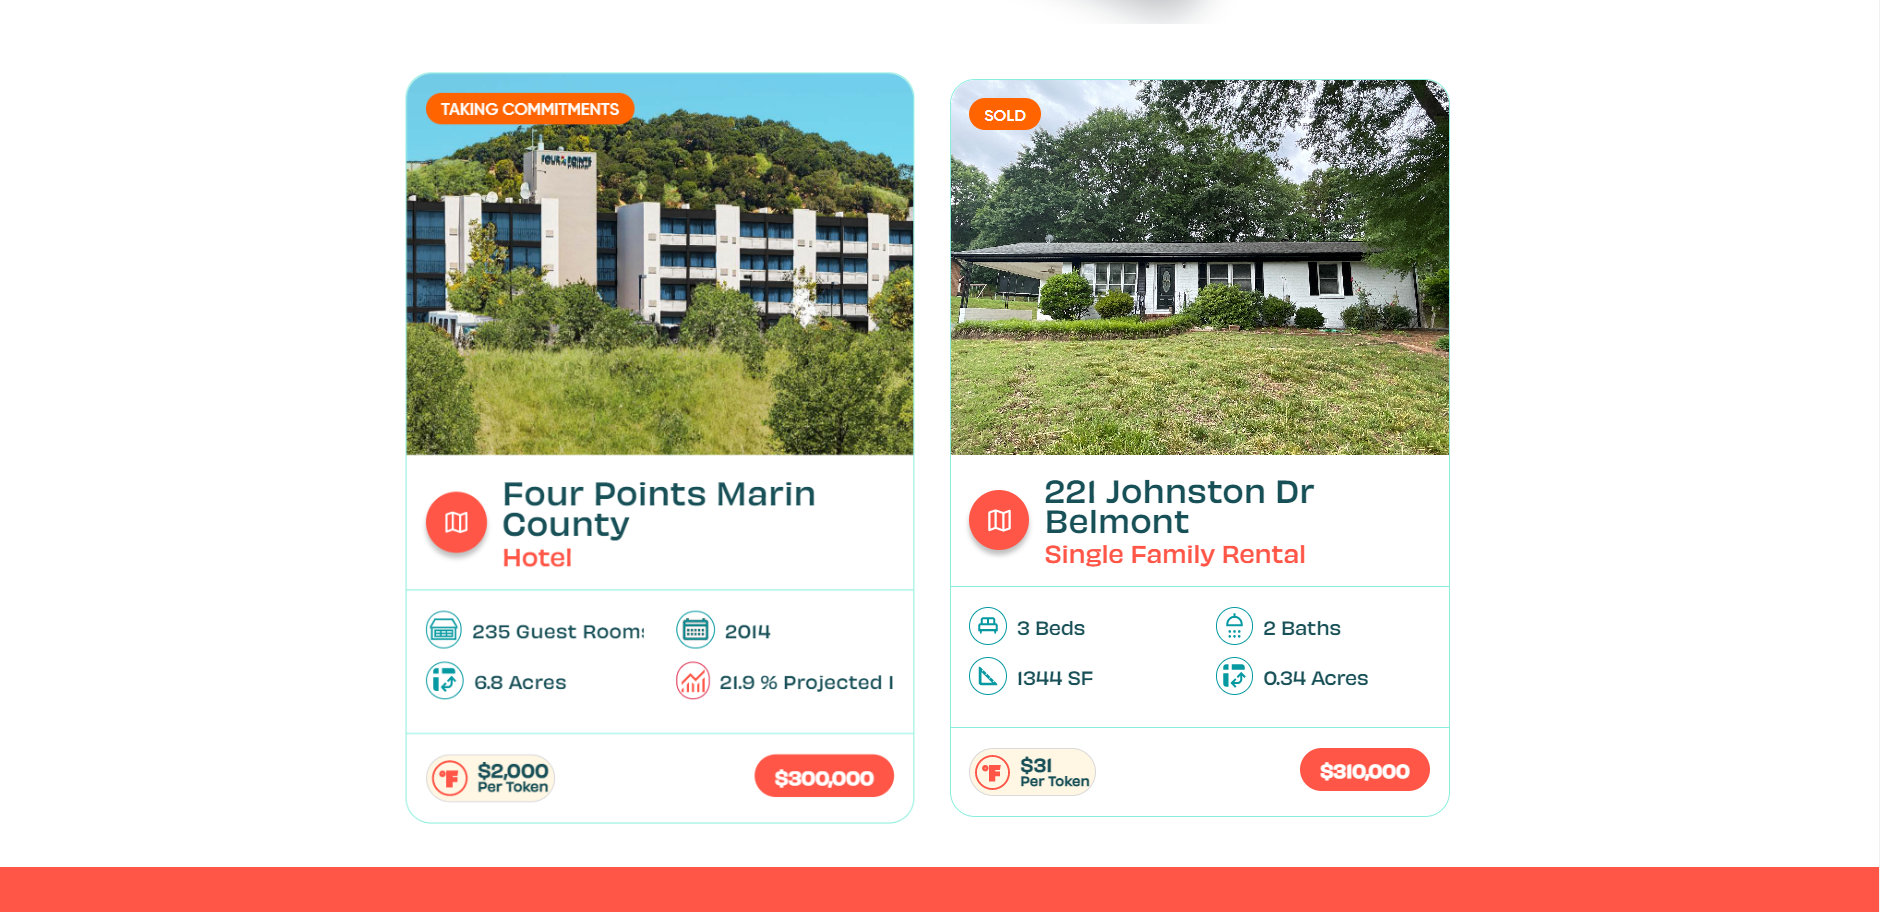 TAKING COMMITMENTS
FOUR POINTS
Four Points Marin
County
Hotel
235 Guest Rooms
2014
6.8 Acres
21.9 % Projected I
$2,000
Per Token
$300,000
SOLD
221 Johnston Dr
Belmont
Single Family Rental
3 Beds
2 Baths
1344 SF
0.34 Acres
$31
Per Token
$310,000